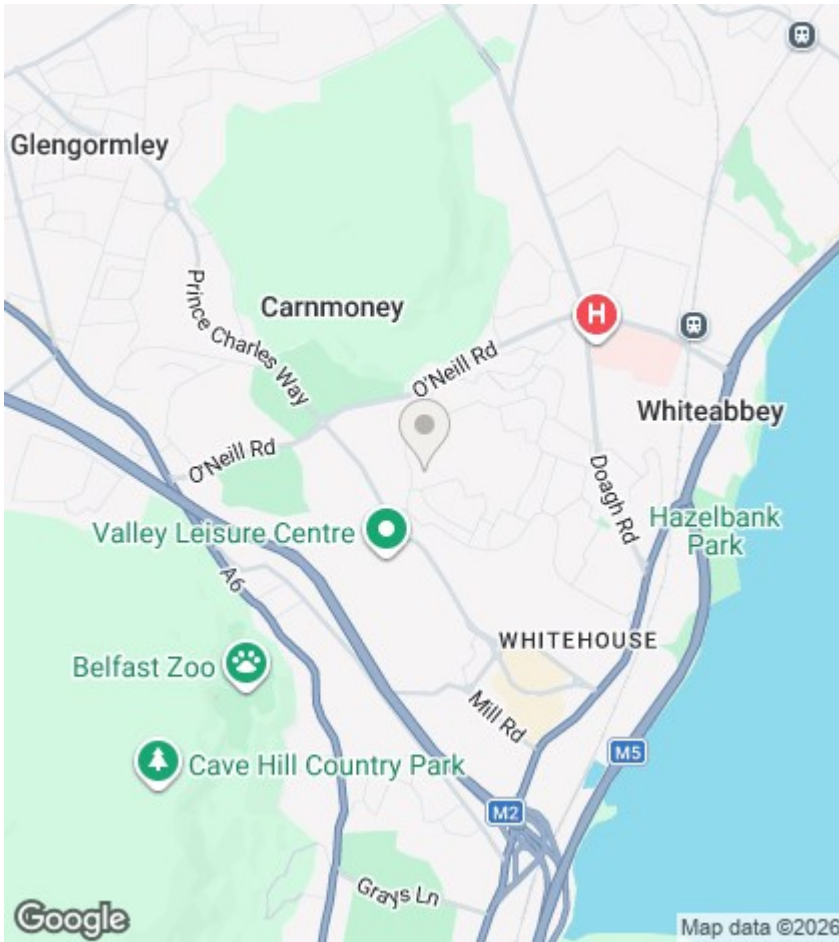 Glengormley
Prince Charles Way
Carnmoney
O'Neill Rd
H
Whiteabbey
O'Neill Rd
Doagh Rd
Valley Leisure Centre
Hazelbank
Park
A6
WHITEHOUSE
Belfast Zoo
Mill Rd
Cave Hill Country Park
M5
M2
Grays Ln
Google
Map data ©2026